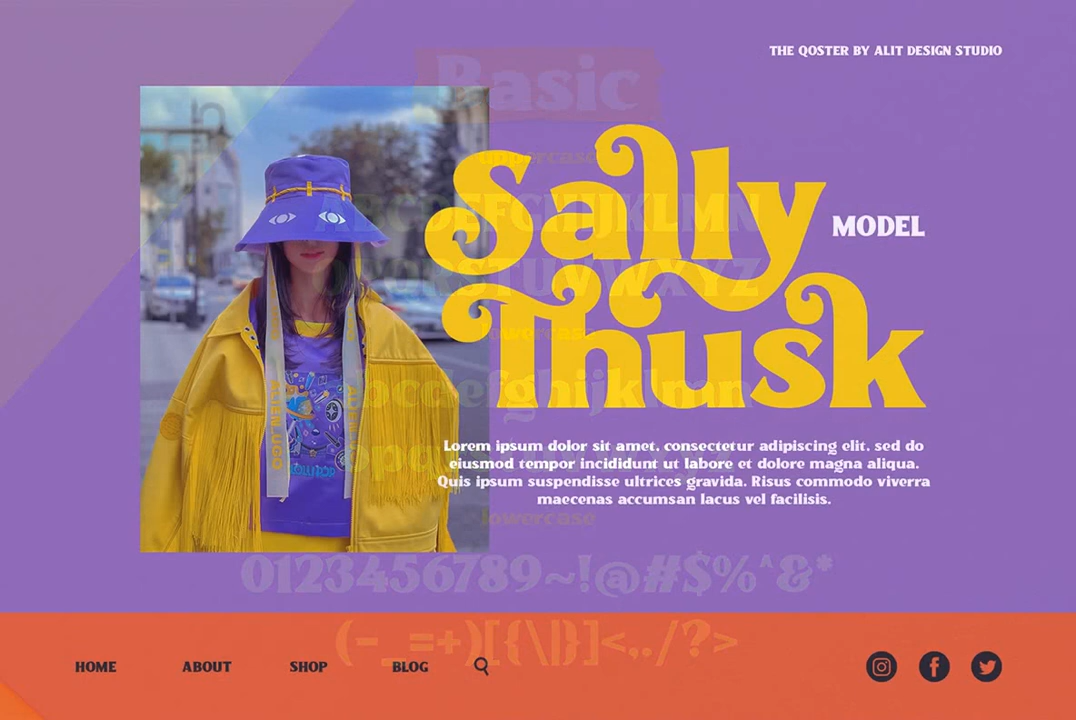 THE QOSTER BY ALIT DESIGN STUDIO
Basic
Sally
MODEL
Thusk
uppercase
ABCDEFGHIJKLMN
OPQRSTUVWXYZ
lowercase
abcdefghijklmn
LOLLYPOP
Lorem ipsum dolor sit amet, consectetur adipiscing elit, sed do
eiusmod tempor incididunt ut labore et dolore magna aliqua.
Quis ipsum suspendisse ultrices gravida. Risus commodo viverra
maecenas accumsan lacus vel facilisis.
lowercase
0123456789~!@#$%^&*
(-_=+)[{\|}]<,./?>
HOME
ABOUT
SHOP
BLOG